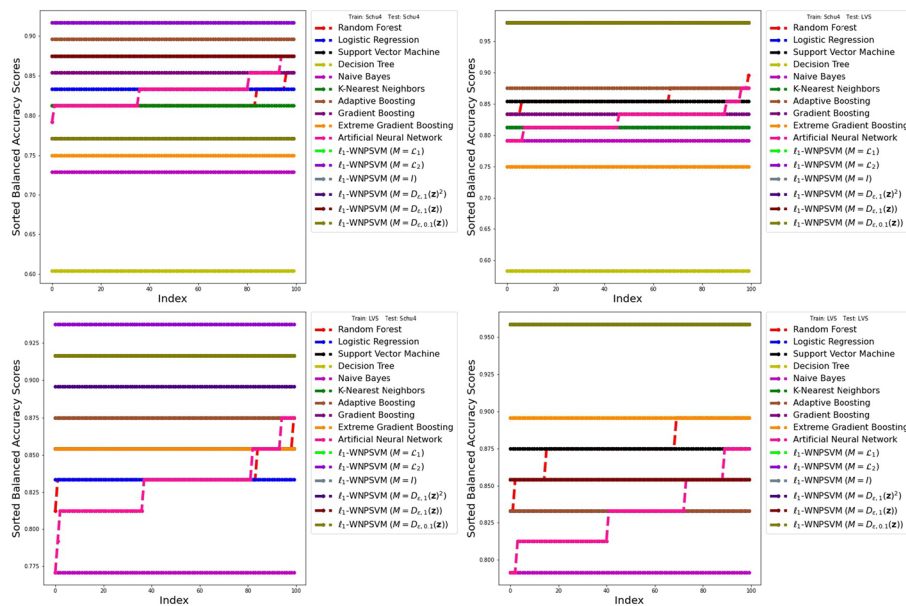 Sorted Balanced Accuracy Scores
0.90
0.85
0.80
0.75
0.70
0.65
0.60
0 20 40 60 80 100
Index
Train: Schu4 Test: Schu4
Random Forest
Logistic Regression
Support Vector Machine
Decision Tree
Naive Bayes
K-Nearest Neighbors
Adaptive Boosting
Gradient Boosting
Extreme Gradient Boosting
Artificial Neural Network
ℓ₁-WNPSVM (M = ℒ₁)
ℓ₁-WNPSVM (M = ℒ₂)
ℓ₁-WNPSVM (M = I)
ℓ₁-WNPSVM (M = D_{ε,1}(z)²)
ℓ₁-WNPSVM (M = D_{ε,1}(z))
ℓ₁-WNPSVM (M = D_{ε,0.1}(z))
Sorted Balanced Accuracy Scores
0.95
0.90
0.85
0.80
0.75
0.70
0.65
0.60
0 20 40 60 80 100
Index
Train: Schu4 Test: LVS
Random Forest
Logistic Regression
Support Vector Machine
Decision Tree
Naive Bayes
K-Nearest Neighbors
Adaptive Boosting
Gradient Boosting
Extreme Gradient Boosting
Artificial Neural Network
ℓ₁-WNPSVM (M = ℒ₁)
ℓ₁-WNPSVM (M = ℒ₂)
ℓ₁-WNPSVM (M = I)
ℓ₁-WNPSVM (M = D_{ε,1}(z)²)
ℓ₁-WNPSVM (M = D_{ε,1}(z))
ℓ₁-WNPSVM (M = D_{ε,0.1}(z))
Sorted Balanced Accuracy Scores
0.925
0.900
0.875
0.850
0.825
0.800
0.775
0 20 40 60 80 100
Index
Train: LVS Test: Schu4
Random Forest
Logistic Regression
Support Vector Machine
Decision Tree
Naive Bayes
K-Nearest Neighbors
Adaptive Boosting
Gradient Boosting
Extreme Gradient Boosting
Artificial Neural Network
ℓ₁-WNPSVM (M = ℒ₁)
ℓ₁-WNPSVM (M = ℒ₂)
ℓ₁-WNPSVM (M = I)
ℓ₁-WNPSVM (M = D_{ε,1}(z)²)
ℓ₁-WNPSVM (M = D_{ε,1}(z))
ℓ₁-WNPSVM (M = D_{ε,0.1}(z))
Sorted Balanced Accuracy Scores
0.950
0.925
0.900
0.875
0.850
0.825
0.800
0 20 40 60 80 100
Index
Train: LVS Test: LVS
Random Forest
Logistic Regression
Support Vector Machine
Decision Tree
Naive Bayes
K-Nearest Neighbors
Adaptive Boosting
Gradient Boosting
Extreme Gradient Boosting
Artificial Neural Network
ℓ₁-WNPSVM (M = ℒ₁)
ℓ₁-WNPSVM (M = ℒ₂)
ℓ₁-WNPSVM (M = I)
ℓ₁-WNPSVM (M = D_{ε,1}(z)²)
ℓ₁-WNPSVM (M = D_{ε,1}(z))
ℓ₁-WNPSVM (M = D_{ε,0.1}(z))